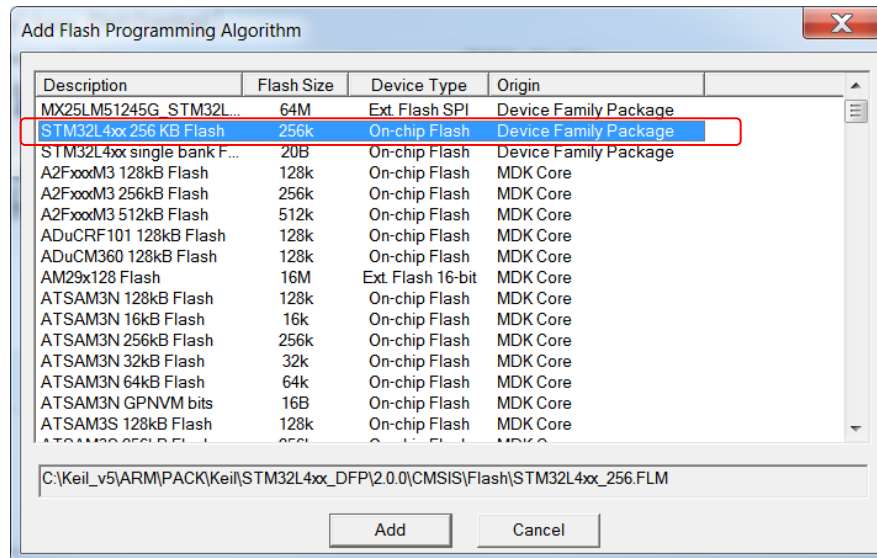 Add Flash Programming Algorithm
Description Flash Size Device Type Origin
MX25LM51245G_STM32L... 64M Ext. Flash SPI Device Family Package
STM32L4xx 256 KB Flash 256k On-chip Flash Device Family Package
STM32L4xx single bank F... 20B On-chip Flash Device Family Package
A2FxxxM3 128kB Flash 128k On-chip Flash MDK Core
A2FxxxM3 256kB Flash 256k On-chip Flash MDK Core
A2FxxxM3 512kB Flash 512k On-chip Flash MDK Core
ADuCRF101 128kB Flash 128k On-chip Flash MDK Core
ADuCM360 128kB Flash 128k On-chip Flash MDK Core
AM29x128 Flash 16M Ext. Flash 16-bit MDK Core
ATSAM3N 128kB Flash 128k On-chip Flash MDK Core
ATSAM3N 16kB Flash 16k On-chip Flash MDK Core
ATSAM3N 256kB Flash 256k On-chip Flash MDK Core
ATSAM3N 32kB Flash 32k On-chip Flash MDK Core
ATSAM3N 64kB Flash 64k On-chip Flash MDK Core
ATSAM3N GPNVM bits 16B On-chip Flash MDK Core
ATSAM3S 128kB Flash 128k On-chip Flash MDK Core
C:\Keil_v5\ARM\PACK\Keil\STM32L4xx_DFP\2.0.0\CMSIS\Flash\STM32L4xx_256.FLM
Add Cancel